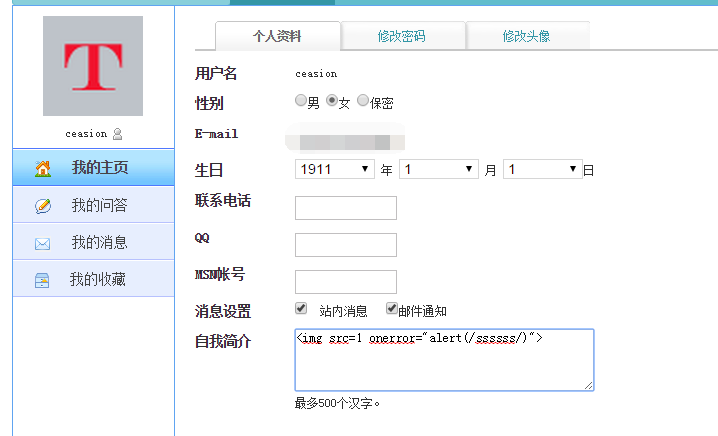 T
ceasion
我的主页
我的问答
我的消息
我的收藏
个人资料 修改密码 修改头像
用户名 ceasion
性别 男 女 保密
E-mail
生日 1911 年 1 月 1 日
联系电话
QQ
MSN帐号
消息设置 站内消息 邮件通知
自我简介 <img src=1 onerror="alert(/ssssss/)">
最多500个汉字。